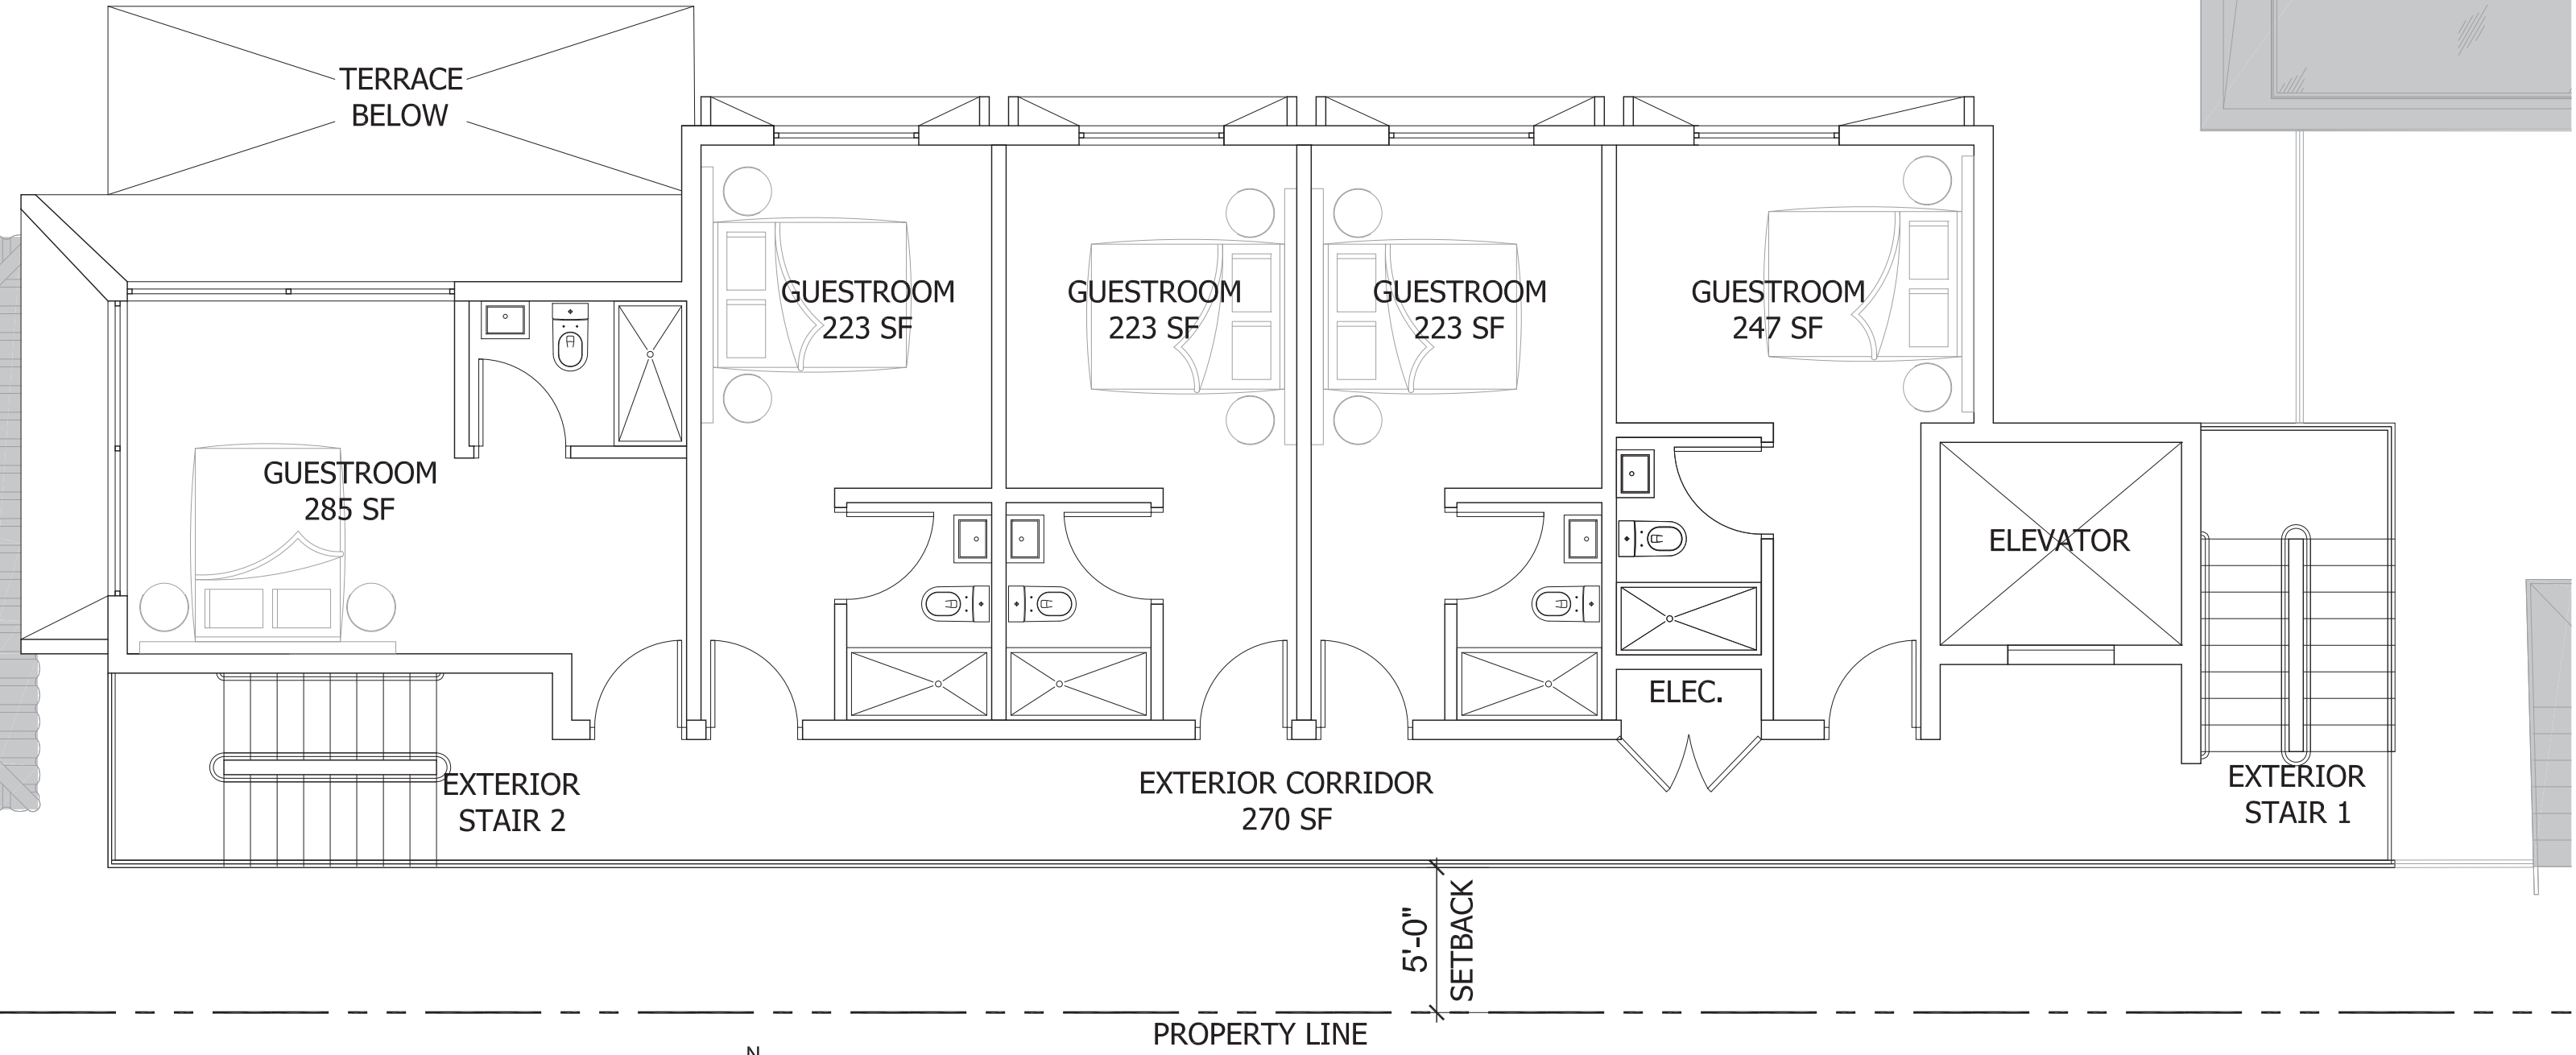 TERRACE
BELOW
GUESTROOM
223 SF
GUESTROOM
223 SF
GUESTROOM
223 SF
GUESTROOM
247 SF
GUESTROOM
285 SF
ELEVATOR
ELEC.
EXTERIOR
STAIR 2
EXTERIOR CORRIDOR
270 SF
EXTERIOR
STAIR 1
5'-0"
SETBACK
PROPERTY LINE
N